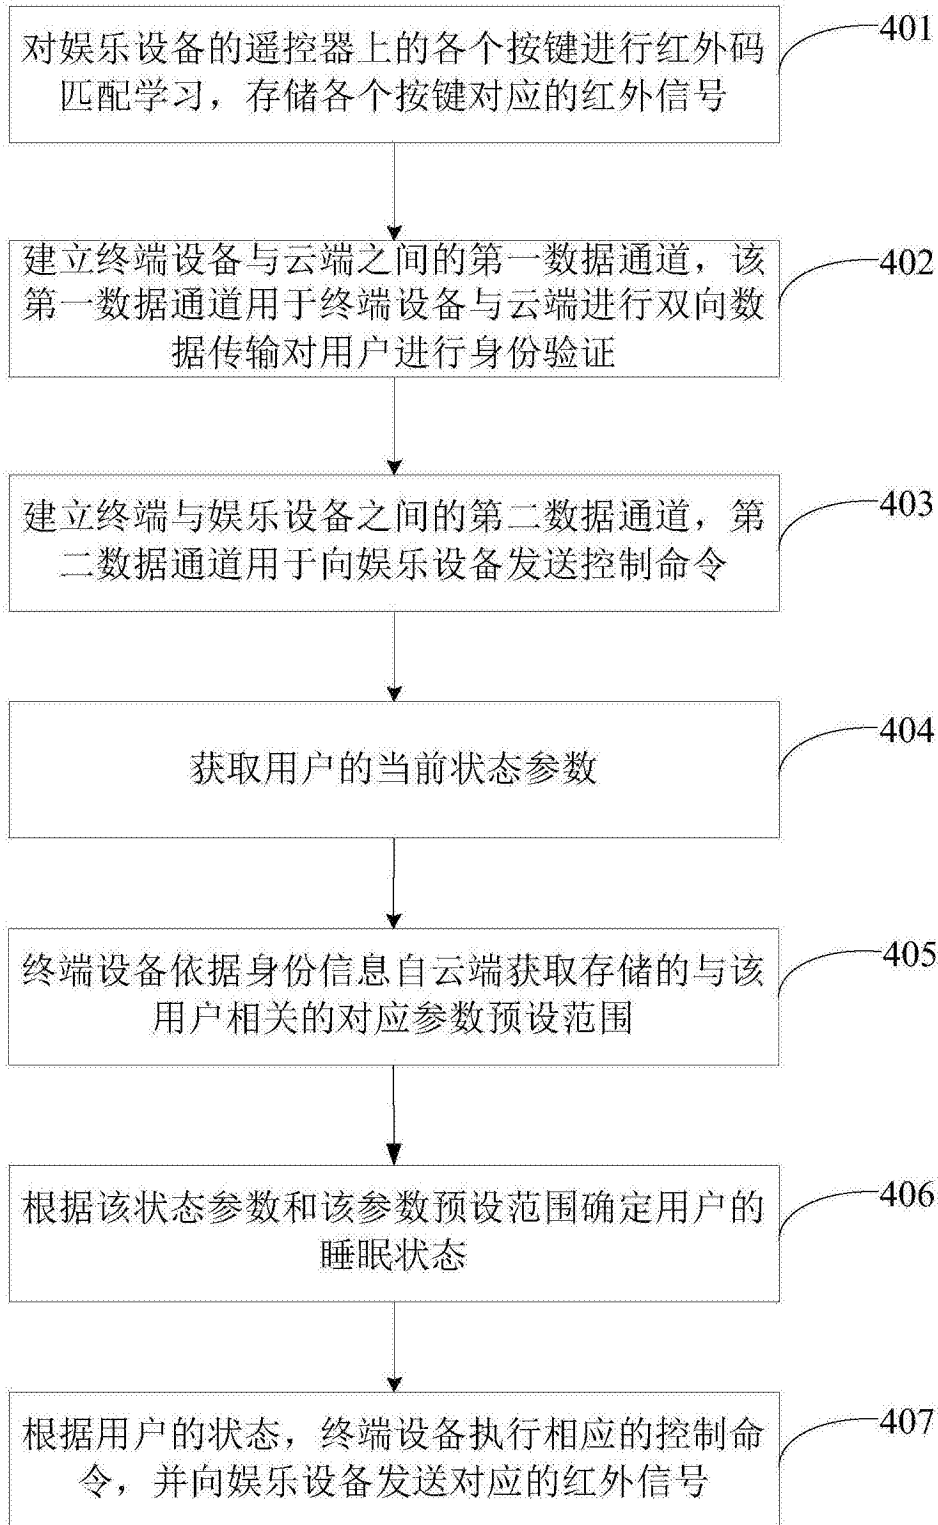 对娱乐设备的遥控器上的各个按键进行红外码
匹配学习，存储各个按键对应的红外信号
401
建立终端设备与云端之间的第一数据通道，该
第一数据通道用于终端设备与云端进行双向数
据传输对用户进行身份验证
402
建立终端与娱乐设备之间的第二数据通道，第
二数据通道用于向娱乐设备发送控制命令
403
获取用户的当前状态参数
404
终端设备依据身份信息自云端获取存储的与该
用户相关的对应参数预设范围
405
根据该状态参数和该参数预设范围确定用户的
睡眠状态
406
根据用户的状态，终端设备执行相应的控制命
令，并向娱乐设备发送对应的红外信号
407